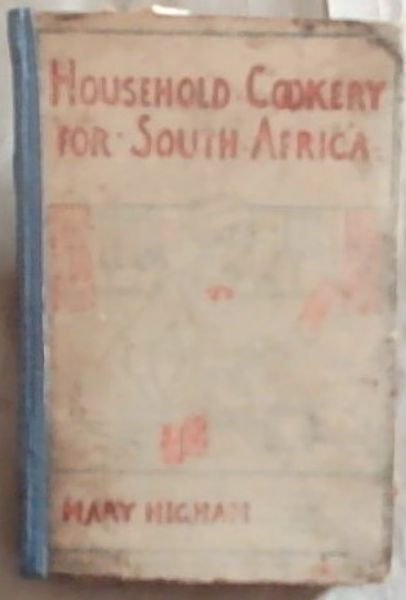 HOUSEHOLD COOKERY
FOR · SOUTH · AFRICA
MARY HIGHAM